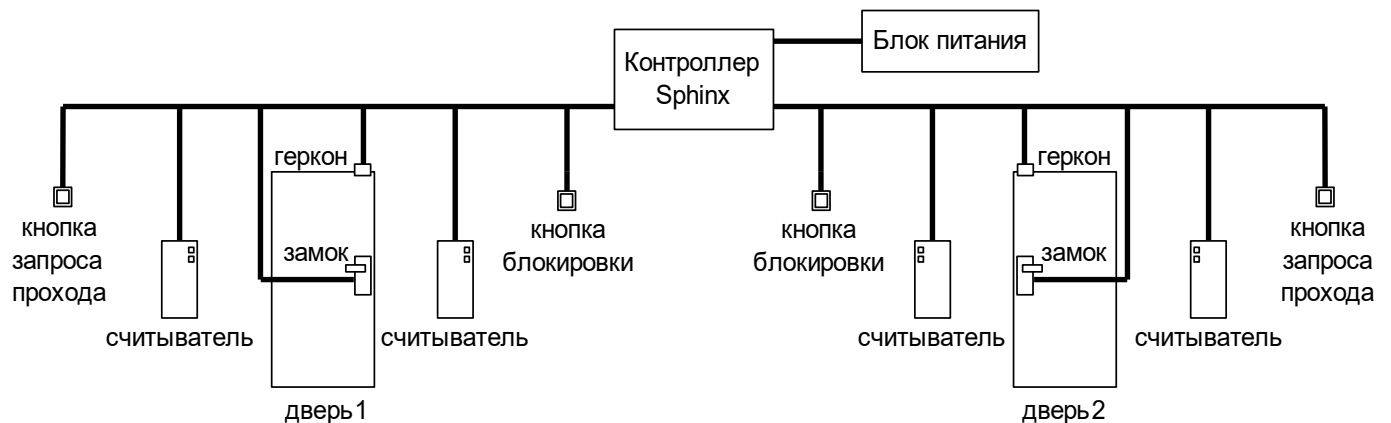 Блок питания
Контроллер
Sphinx
геркон
геркон
кнопка
запроса
прохода
замок
кнопка
блокировки
кнопка
блокировки
замок
кнопка
запроса
прохода
считыватель
считыватель
считыватель
считыватель
дверь1
дверь2